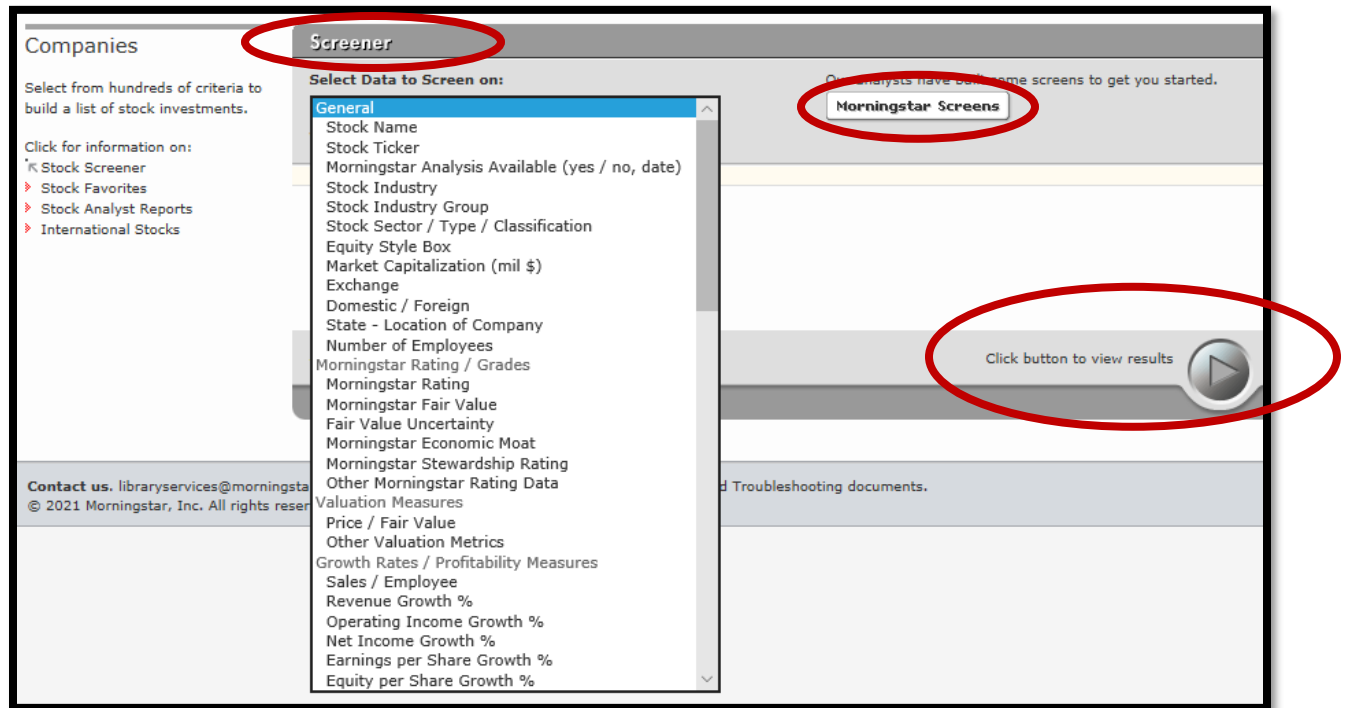 Companies
Select from hundreds of criteria to
build a list of stock investments.
Click for information on:
Stock Screener
Stock Favorites
Stock Analyst Reports
International Stocks
Screener
Select Data to Screen on:
General
Stock Name
Stock Ticker
Morningstar Analysis Available (yes / no, date)
Stock Industry
Stock Industry Group
Stock Sector / Type / Classification
Equity Style Box
Market Capitalization (mil $)
Exchange
Domestic / Foreign
State - Location of Company
Number of Employees
Morningstar Rating / Grades
Morningstar Rating
Morningstar Fair Value
Fair Value Uncertainty
Morningstar Economic Moat
Morningstar Stewardship Rating
Other Morningstar Rating Data
Valuation Measures
Price / Fair Value
Other Valuation Metrics
Growth Rates / Profitability Measures
Sales / Employee
Revenue Growth %
Operating Income Growth %
Net Income Growth %
Earnings per Share Growth %
Equity per Share Growth %
Our analysts have built some screens to get you started.
Morningstar Screens
Click button to view results
Contact us. libraryservices@morningsta d Troubleshooting documents.
© 2021 Morningstar, Inc. All rights reser